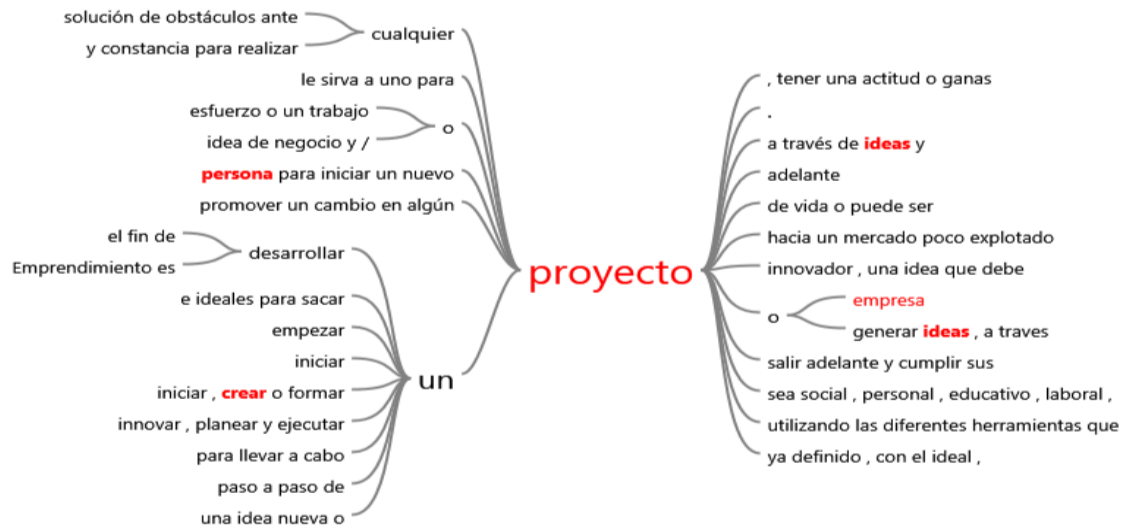 solución de obstáculos ante
y constancia para realizar
cualquier
le sirva a uno para
esfuerzo o un trabajo
idea de negocio y /
o
persona para iniciar un nuevo
promover un cambio en algún
el fin de
Emprendimiento es
desarrollar
e ideales para sacar
empezar
iniciar
iniciar , crear o formar
innovar , planear y ejecutar
para llevar a cabo
paso a paso de
una idea nueva o
un
proyecto
, tener una actitud o ganas
.
a través de ideas y
adelante
de vida o puede ser
hacia un mercado poco explotado
innovador , una idea que debe
o
empresa
generar ideas , a traves
salir adelante y cumplir sus
sea social , personal , educativo , laboral ,
utilizando las diferentes herramientas que
ya definido , con el ideal ,